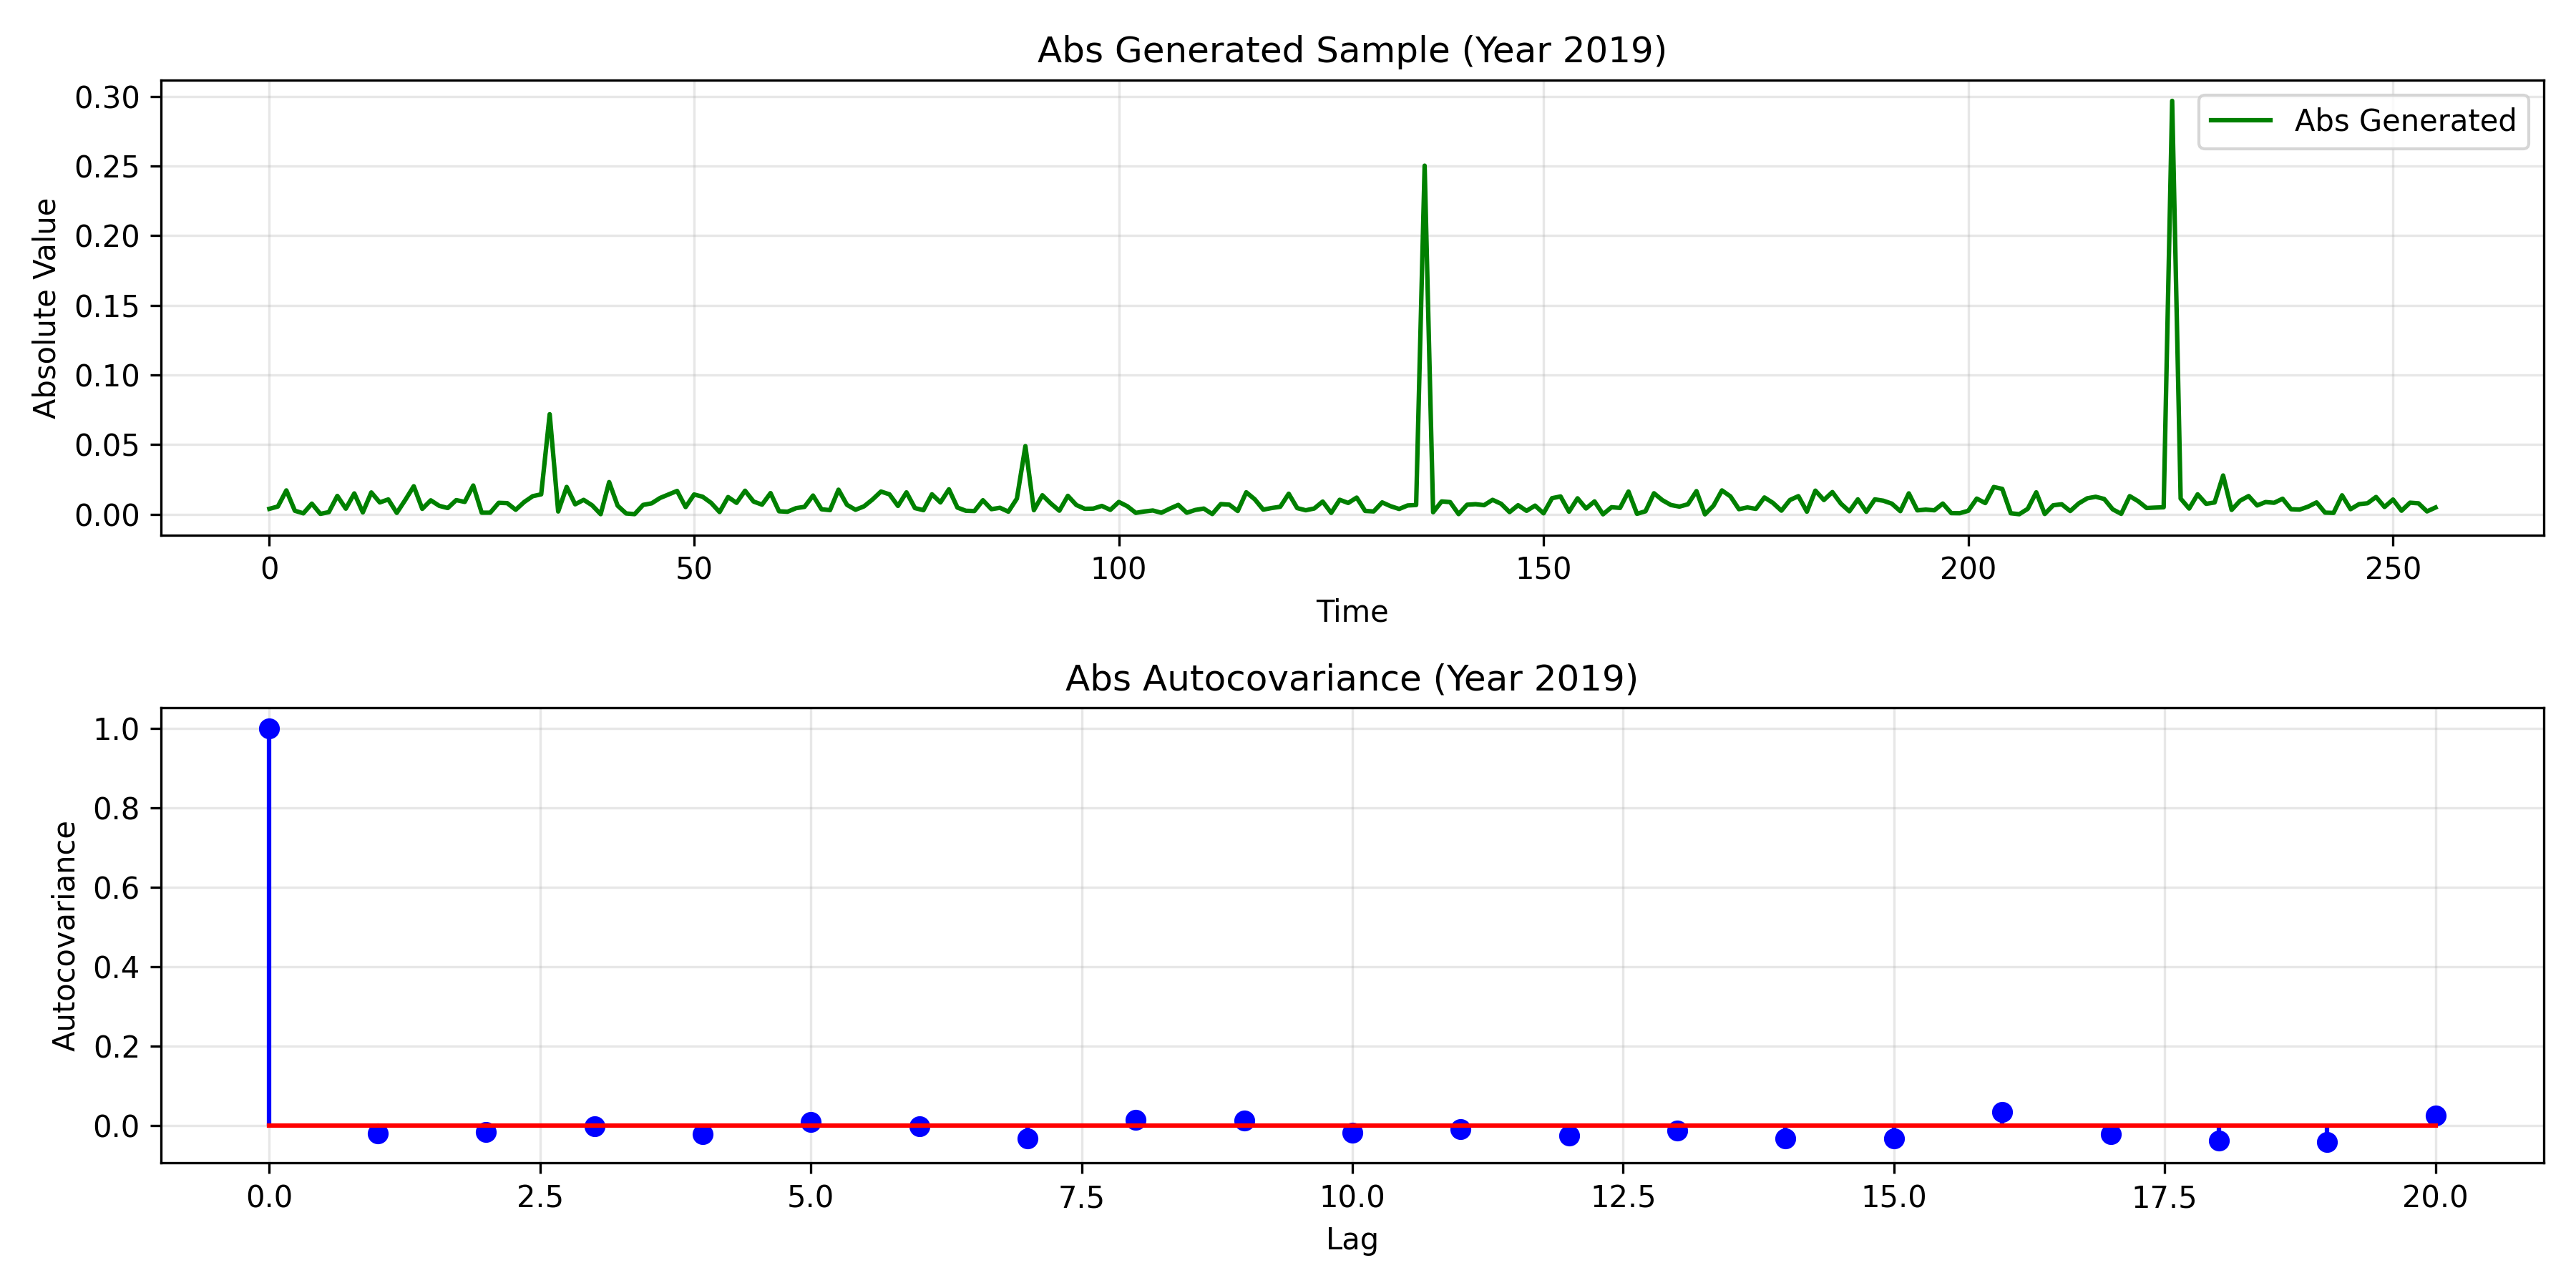 Abs Generated Sample (Year 2019)
0.30
0.25
0.20
0.15
0.10
0.05
0.00
Absolute Value
Abs Generated
0 50 100 150 200 250
Time
Abs Autocovariance (Year 2019)
1.0
0.8
0.6
0.4
0.2
0.0
Autocovariance
0.0 2.5 5.0 7.5 10.0 12.5 15.0 17.5 20.0
Lag